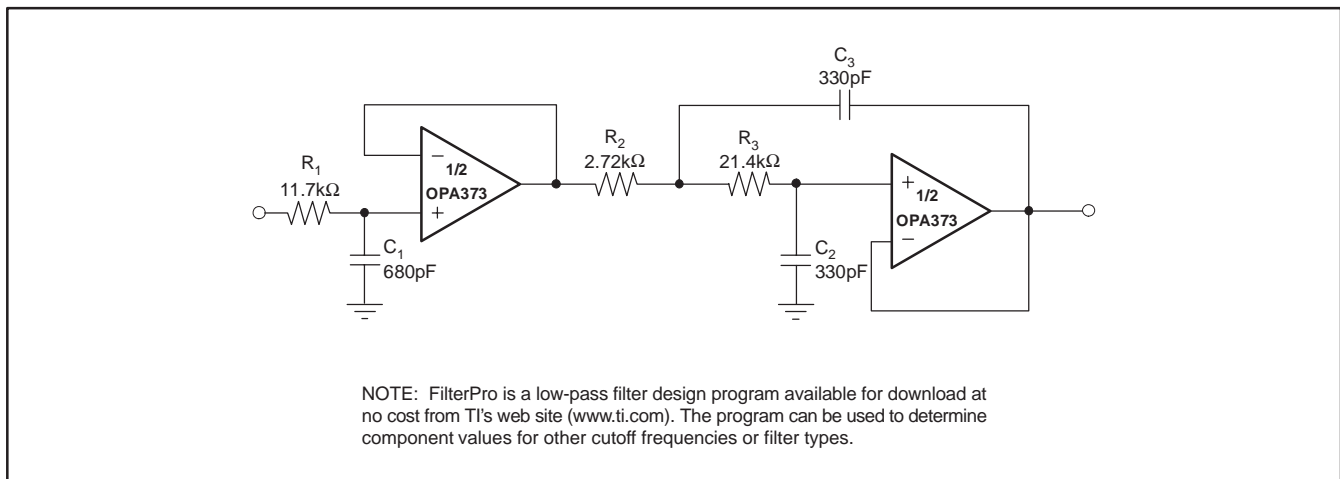 C3
330pF
R1
11.7kΩ
C1
680pF
−
1/2
OPA373
+
R2
2.72kΩ
R3
21.4kΩ
C2
330pF
+
1/2
OPA373
−
NOTE: FilterPro is a low-pass filter design program available for download at
no cost from TI's web site (www.ti.com). The program can be used to determine
component values for other cutoff frequencies or filter types.